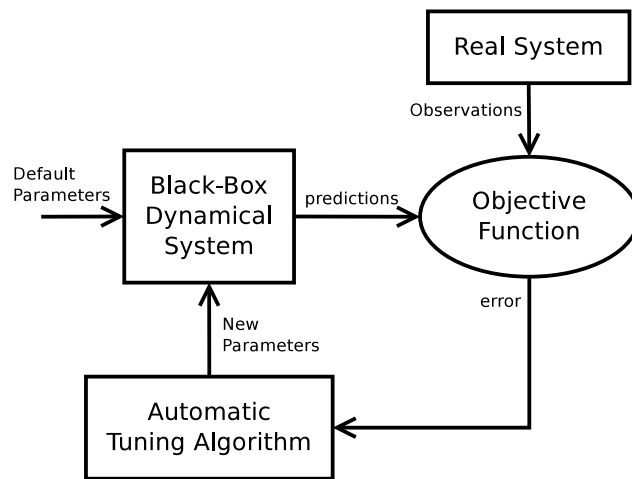 Real System
Observations
Default
Parameters
Black-Box
Dynamical
System
predictions
Objective
Function
error
New
Parameters
Automatic
Tuning Algorithm